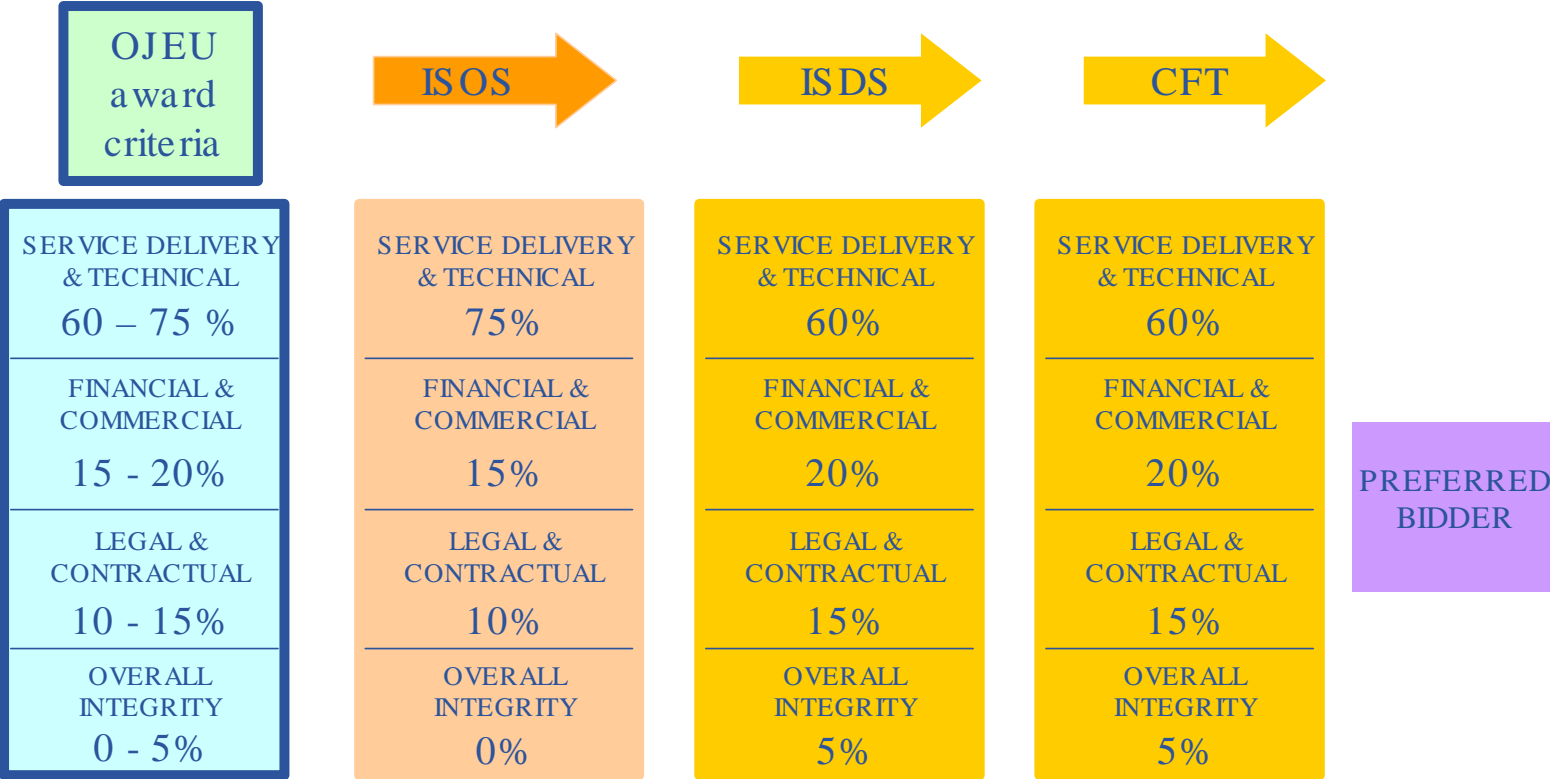 OJEU
award
criteria
ISOS
ISDS
CFT
SERVICE DELIVERY
& TECHNICAL
60 – 75 %
FINANCIAL &
COMMERCIAL
15 - 20%
LEGAL &
CONTRACTUAL
10 - 15%
OVERALL
INTEGRITY
0 - 5%
SERVICE DELIVERY
& TECHNICAL
75%
FINANCIAL &
COMMERCIAL
15%
LEGAL &
CONTRACTUAL
10%
OVERALL
INTEGRITY
0%
SERVICE DELIVERY
& TECHNICAL
60%
FINANCIAL &
COMMERCIAL
20%
LEGAL &
CONTRACTUAL
15%
OVERALL
INTEGRITY
5%
SERVICE DELIVERY
& TECHNICAL
60%
FINANCIAL &
COMMERCIAL
20%
LEGAL &
CONTRACTUAL
15%
OVERALL
INTEGRITY
5%
PREFERRED
BIDDER